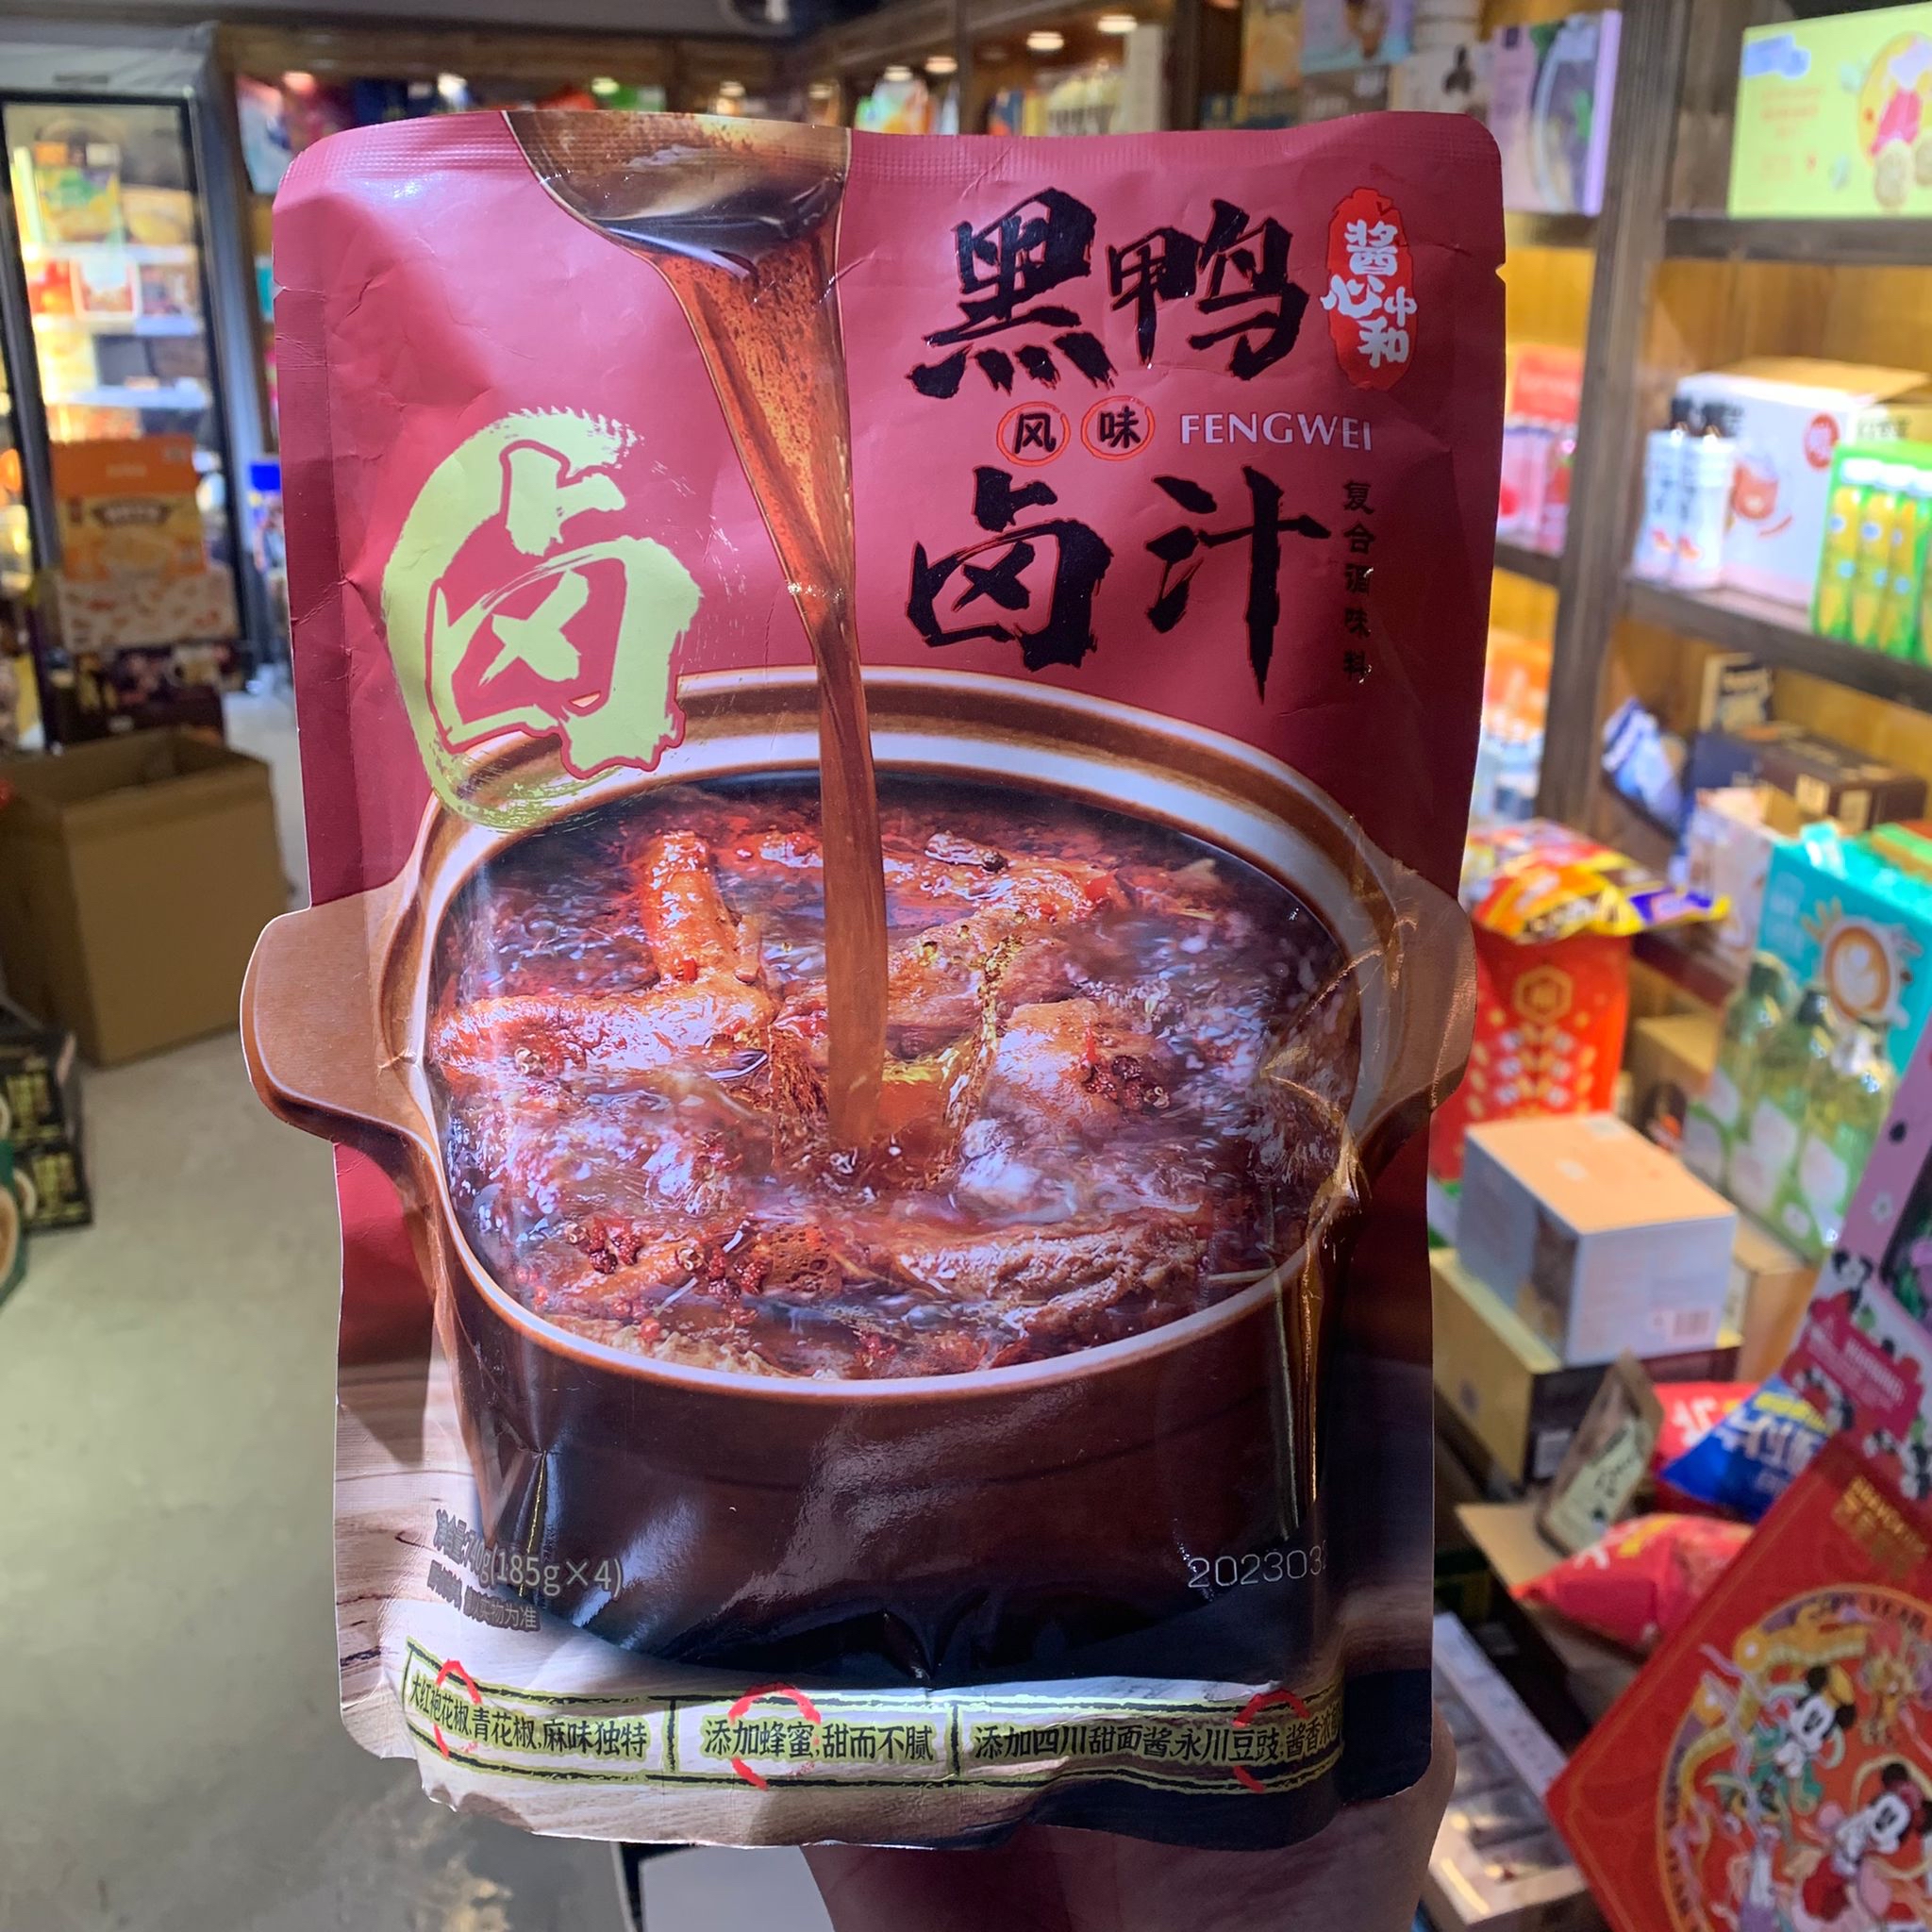 黑鸭
酱心中和
风味 FENGWEI
卤汁
复合调味料
卤
(185g×4)
202303
大红袍花椒,青花椒,麻味独特
添加蜂蜜,甜而不腻
添加四川甜面酱,永川豆豉,酱香浓